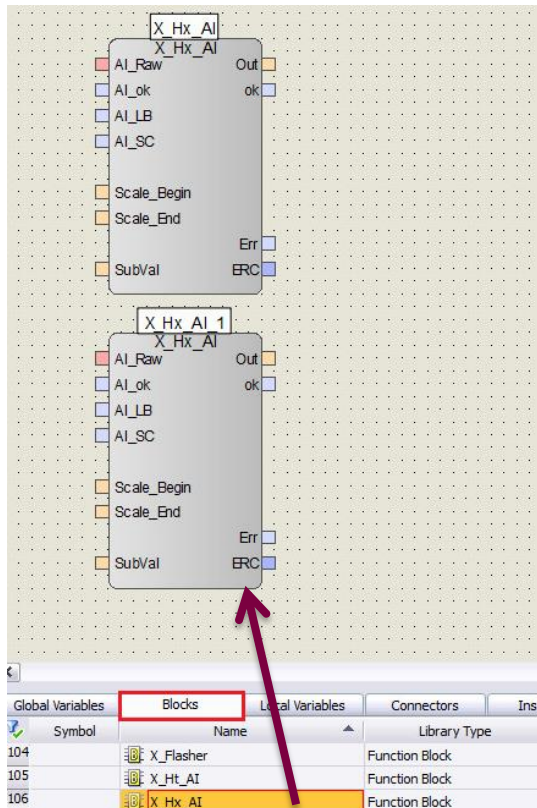 X_Hx_AI
X_Hx_AI
AI_Raw Out
AI_ok ok
AI_LB
AI_SC
Scale_Begin
Scale_End
Err
SubVal ERC
X_Hx_AI_1
X_Hx_AI
AI_Raw Out
AI_ok ok
AI_LB
AI_SC
Scale_Begin
Scale_End
Err
SubVal ERC
Global Variables Blocks Local Variables Connectors Ins
Symbol Name Library Type
104 X_Flasher Function Block
105 X_Ht_AI Function Block
106 X_Hx_AI Function Block